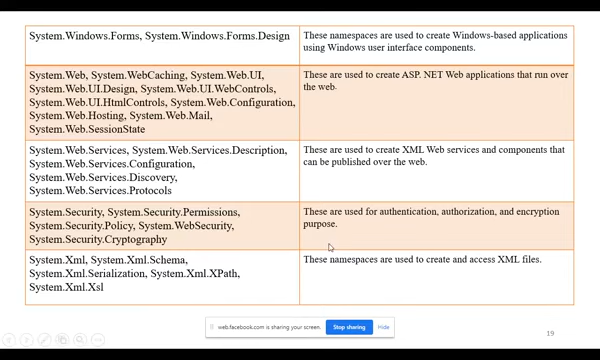 System.Windows.Forms, System.Windows.Forms.Design
These namespaces are used to create Windows-based applications
using Windows user interface components.
System.Web, System.WebCaching, System.Web.UI,
System.Web.UI.Design, System.Web.UI.WebControls,
System.Web.UI.HtmlControls, System.Web.Configuration,
System.Web.Hosting, System.Web.Mail,
System.Web.SessionState
These are used to create ASP. NET Web applications that run over
the web.
System.Web.Services, System.Web.Services.Description,
System.Web.Services.Configuration,
System.Web.Services.Discovery,
System.Web.Services.Protocols
These are used to create XML Web services and components that
can be published over the web.
System.Security, System.Security.Permissions,
System.Security.Policy, System.WebSecurity,
System.Security.Cryptography
These are used for authentication, authorization, and encryption
purpose.
System.Xml, System.Xml.Schema,
System.Xml.Serialization, System.Xml.XPath,
System.Xml.Xsl
These namespaces are used to create and access XML files.
web.facebook.com is sharing your screen.
Stop sharing
Hide
19